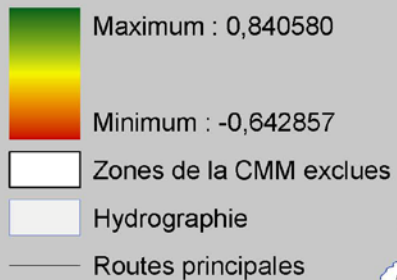 Maximum : 0,840580
Minimum : -0,642857
Zones de la CMM exclues
Hydrographie
Routes principales